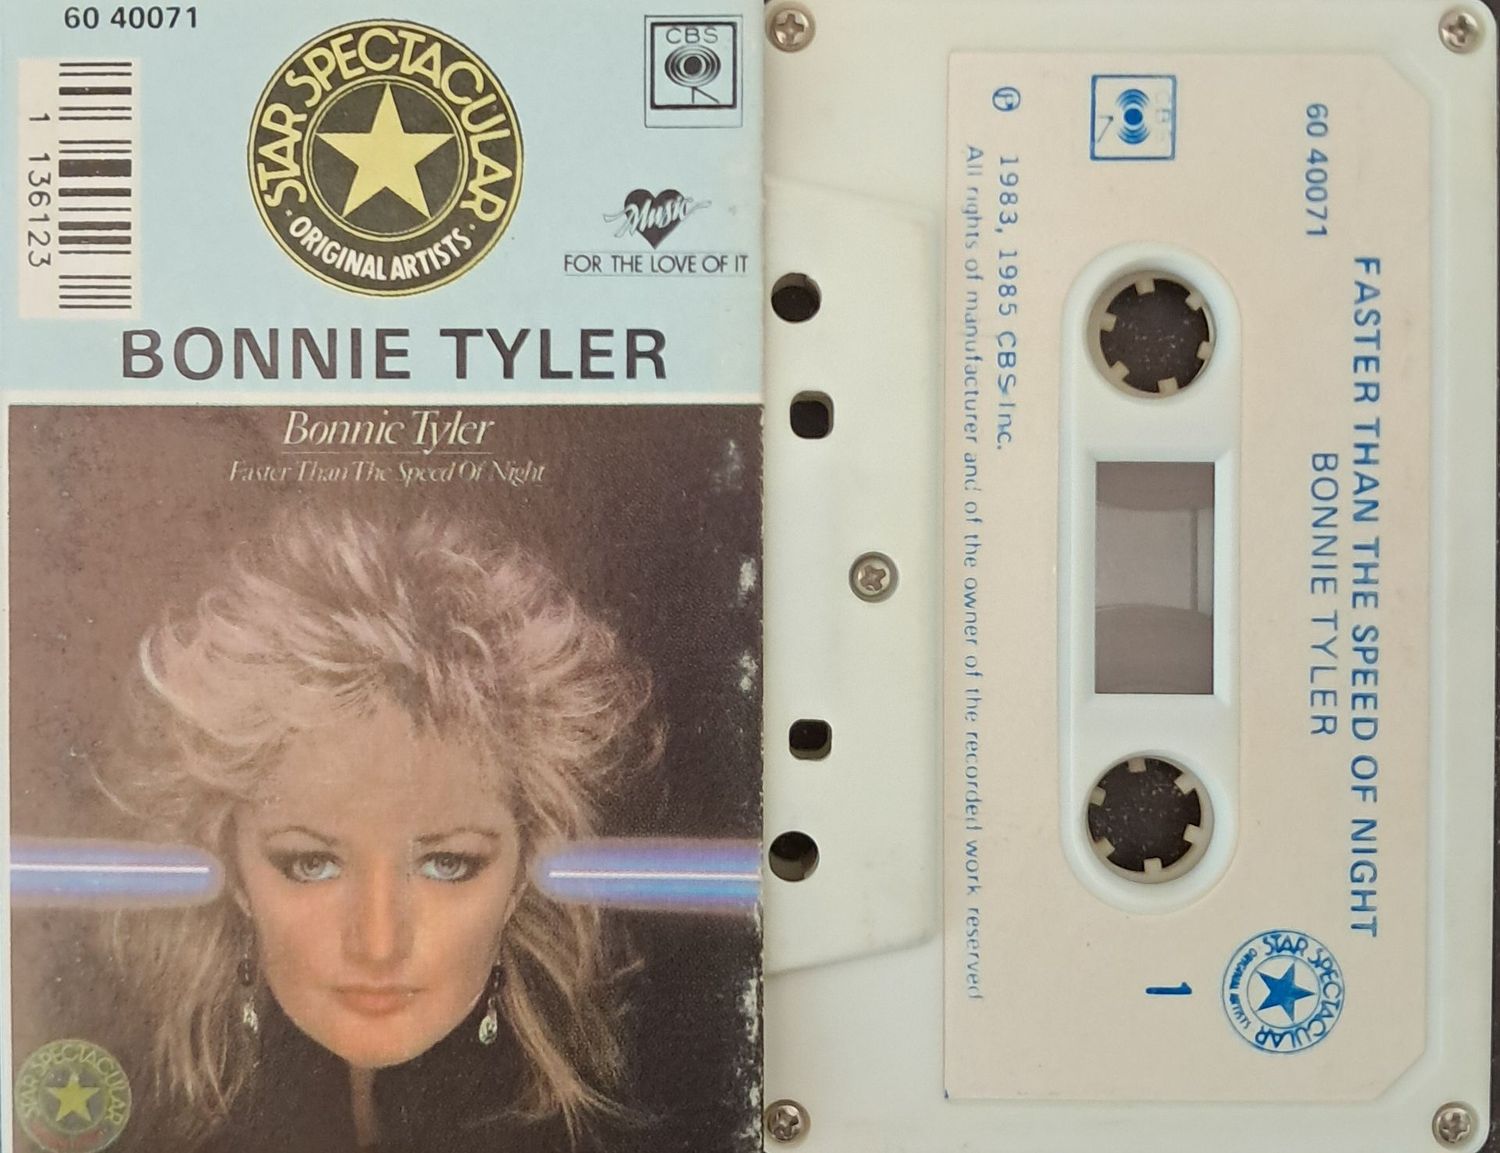 60 40071
1 136123
STAR SPECTACULAR
· ORIGINAL ARTISTS ·
CBS
Music
FOR THE LOVE OF IT
BONNIE TYLER
Bonnie Tyler
Faster Than The Speed Of Night
STAR SPECTACULAR
60 40071
FASTER THAN THE SPEED OF NIGHT
BONNIE TYLER
CBS
STAR SPECTACULAR
ORIGINAL ARTISTS
1
℗ 1983, 1985 CBS Inc.
All rights of manufacturer and of the owner of the recorded work reserved